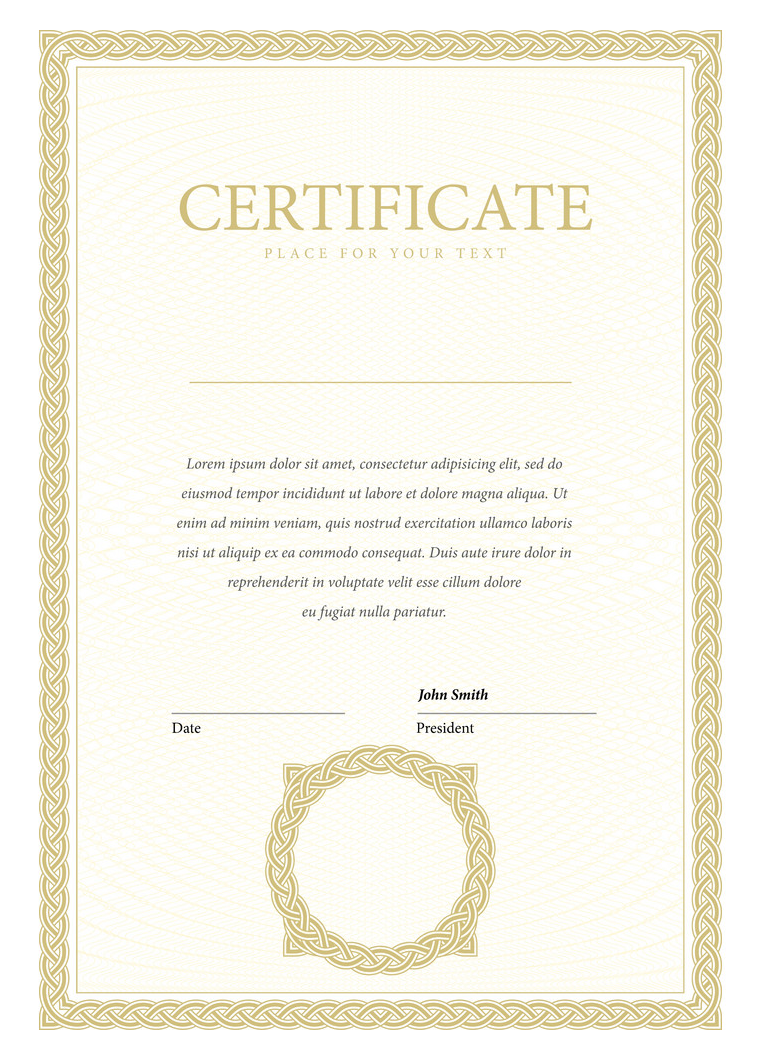 CERTIFICATE
PLACE FOR YOUR TEXT
Lorem ipsum dolor sit amet, consectetur adipisicing elit, sed do
eiusmod tempor incididunt ut labore et dolore magna aliqua. Ut
enim ad minim veniam, quis nostrud exercitation ullamco laboris
nisi ut aliquip ex ea commodo consequat. Duis aute irure dolor in
reprehenderit in voluptate velit esse cillum dolore
eu fugiat nulla pariatur.
John Smith
Date
President